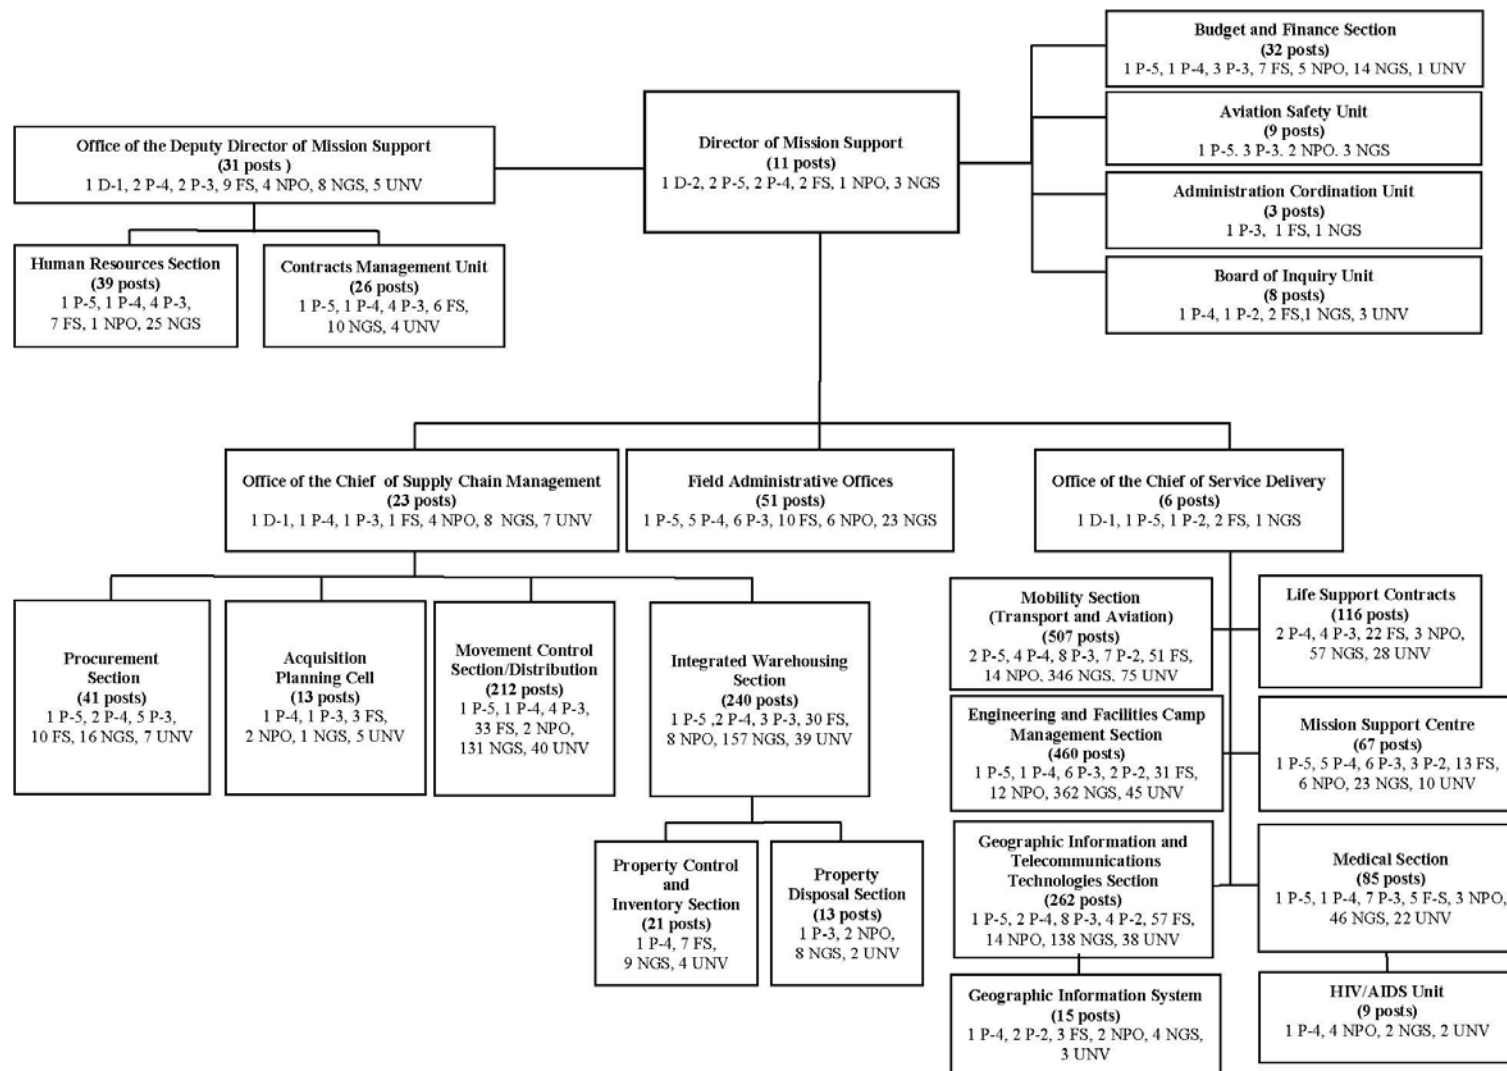 Budget and Finance Section
(32 posts)
1 P-5, 1 P-4, 3 P-3, 7 FS, 5 NPO, 14 NGS, 1 UNV
Office of the Deputy Director of Mission Support
(31 posts )
1 D-1, 2 P-4, 2 P-3, 9 FS, 4 NPO, 8 NGS, 5 UNV
Director of Mission Support
(11 posts)
1 D-2, 2 P-5, 2 P-4, 2 FS, 1 NPO, 3 NGS
Aviation Safety Unit
(9 posts)
1 P-5. 3 P-3. 2 NPO. 3 NGS
Administration Cordination Unit
(3 posts)
1 P-3, 1 FS, 1 NGS
Human Resources Section
(39 posts)
1 P-5, 1 P-4, 4 P-3,
7 FS, 1 NPO, 25 NGS
Contracts Management Unit
(26 posts)
1 P-5, 1 P-4, 4 P-3, 6 FS,
10 NGS, 4 UNV
Board of Inquiry Unit
(8 posts)
1 P-4, 1 P-2, 2 FS,1 NGS, 3 UNV
Office of the Chief of Supply Chain Management
(23 posts)
1 D-1, 1 P-4, 1 P-3, 1 FS, 4 NPO, 8 NGS, 7 UNV
Field Administrative Offices
(51 posts)
1 P-5, 5 P-4, 6 P-3, 10 FS, 6 NPO, 23 NGS
Office of the Chief of Service Delivery
(6 posts)
1 D-1, 1 P-5, 1 P-2, 2 FS, 1 NGS
Procurement
Section
(41 posts)
1 P-5, 2 P-4, 5 P-3,
10 FS, 16 NGS, 7 UNV
Acquisition
Planning Cell
(13 posts)
1 P-4, 1 P-3, 3 FS,
2 NPO, 1 NGS, 5 UNV
Movement Control
Section/Distribution
(212 posts)
1 P-5, 1 P-4, 4 P-3,
33 FS, 2 NPO,
131 NGS, 40 UNV
Integrated Warehousing
Section
(240 posts)
1 P-5 ,2 P-4, 3 P-3, 30 FS,
8 NPO, 157 NGS, 39 UNV
Property Control
and
Inventory Section
(21 posts)
1 P-4, 7 FS,
9 NGS, 4 UNV
Property
Disposal Section
(13 posts)
1 P-3, 2 NPO,
8 NGS, 2 UNV
Mobility Section
(Transport and Aviation)
(507 posts)
2 P-5, 4 P-4, 8 P-3, 7 P-2, 51 FS,
14 NPO, 346 NGS, 75 UNV
Life Support Contracts
(116 posts)
2 P-4, 4 P-3, 22 FS, 3 NPO,
57 NGS, 28 UNV
Engineering and Facilities Camp
Management Section
(460 posts)
1 P-5, 1 P-4, 6 P-3, 2 P-2, 31 FS,
12 NPO, 362 NGS, 45 UNV
Mission Support Centre
(67 posts)
1 P-5, 5 P-4, 6 P-3, 3 P-2, 13 FS,
6 NPO, 23 NGS, 10 UNV
Geographic Information and
Telecommunications
Technologies Section
(262 posts)
1 P-5, 2 P-4, 8 P-3, 4 P-2, 57 FS,
14 NPO, 138 NGS, 38 UNV
Medical Section
(85 posts)
1 P-5, 1 P-4, 7 P-3, 5 F-S, 3 NPO,
46 NGS, 22 UNV
Geographic Information System
(15 posts)
1 P-4, 2 P-2, 3 FS, 2 NPO, 4 NGS,
3 UNV
HIV/AIDS Unit
(9 posts)
1 P-4, 4 NPO, 2 NGS, 2 UNV